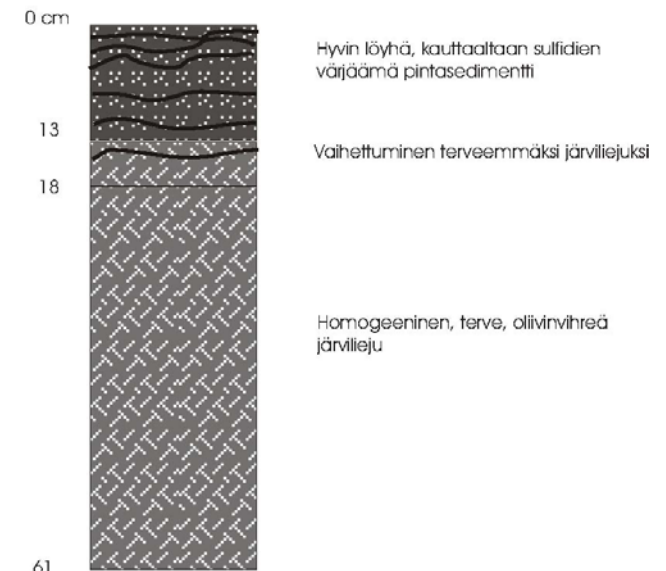 0 cm
Hyvin löyhä, kauttaaltaan sulfidien
värjäämä pintasedimentti
13
Vaihettuminen terveemmäksi järviliejuksi
18
Homogeeninen, terve, oliivinvihreä
järvilieju
61